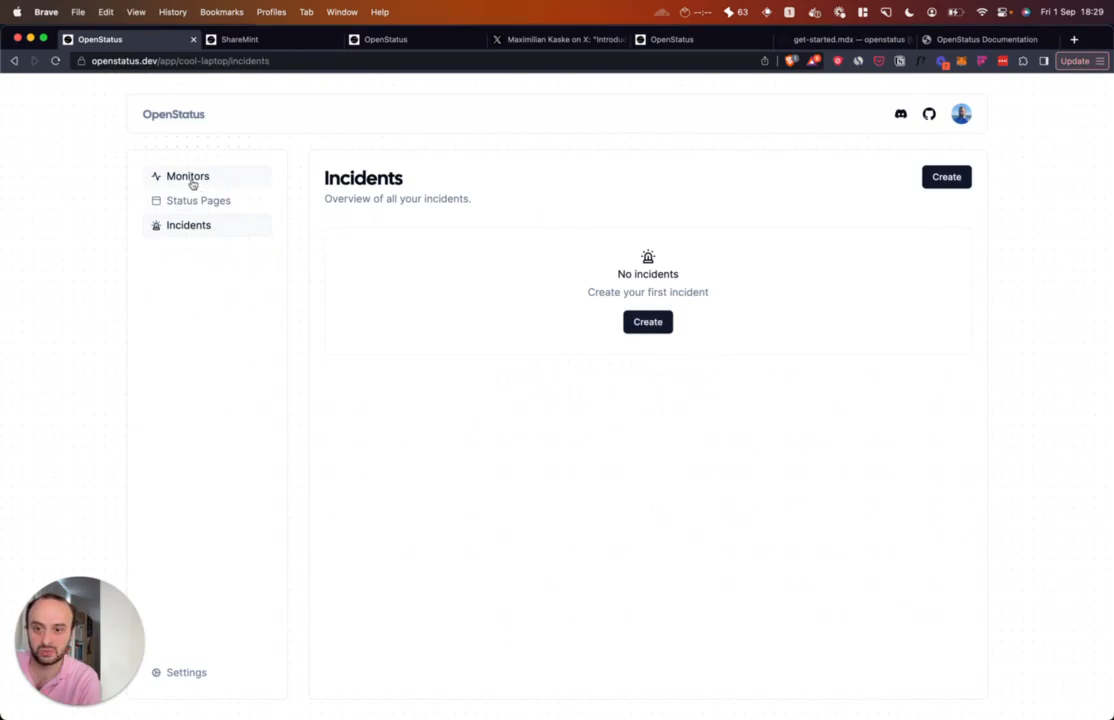 Brave File Edit View History Bookmarks Profiles Tab Window Help --:-- 63 1 Fri 1 Sep 18:29
OpenStatus ShareMint OpenStatus Maximilian Kaske on X: "Introdu OpenStatus get-started.mdx — openstatus OpenStatus Documentation
openstatus.dev/app/cool-laptop/incidents Update
OpenStatus
Monitors
Status Pages
Incidents
Settings
Incidents
Overview of all your incidents.
Create
No incidents
Create your first incident
Create